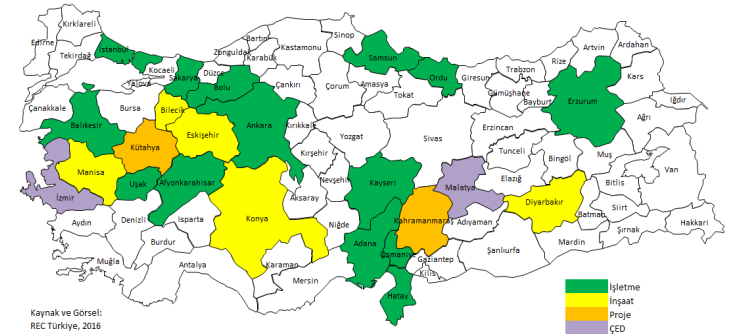 Kırklareli
Edirne
Tekirdağ
İstanbul
Kocaeli
Yalova
Sakarya
Düzce
Zonguldak
Bartın
Karabük
Kastamonu
Sinop
Samsun
Ordu
Giresun
Trabzon
Rize
Artvin
Ardahan
Kars
Gümüşhane
Bayburt
Erzurum
Iğdır
Ağrı
Çanakkale
Bursa
Bilecik
Bolu
Çankırı
Çorum
Amasya
Tokat
Balıkesir
Kütahya
Eskişehir
Ankara
Kırıkkale
Yozgat
Sivas
Erzincan
Tunceli
Bingöl
Muş
Van
Manisa
Uşak
Afyonkarahisar
Kırşehir
Nevşehir
Kayseri
Malatya
Elazığ
Diyarbakır
Bitlis
Siirt
Batman
Şırnak
Hakkari
İzmir
Aydın
Denizli
Isparta
Konya
Aksaray
Niğde
Kahramanmaraş
Adıyaman
Şanlıurfa
Mardin
Muğla
Burdur
Antalya
Karaman
Mersin
Adana
Osmaniye
Gaziantep
Kilis
Hatay
Kaynak ve Görsel:
REC Türkiye, 2016
İşletme
İnşaat
Proje
ÇED